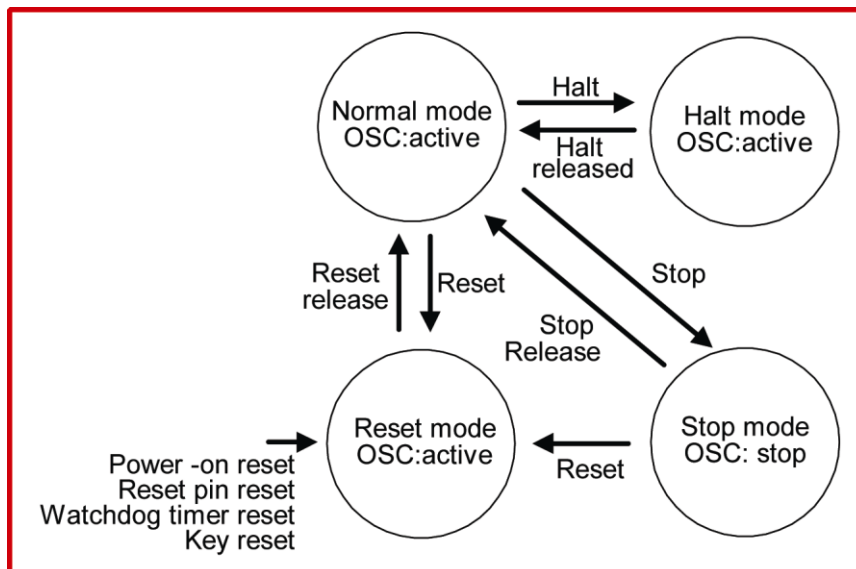 Normal mode
OSC:active
Halt
Halt
released
Halt mode
OSC:active
Reset
release
Reset
Stop
Stop
Release
Reset mode
OSC:active
Reset
Stop mode
OSC: stop
Power -on reset
Reset pin reset
Watchdog timer reset
Key reset